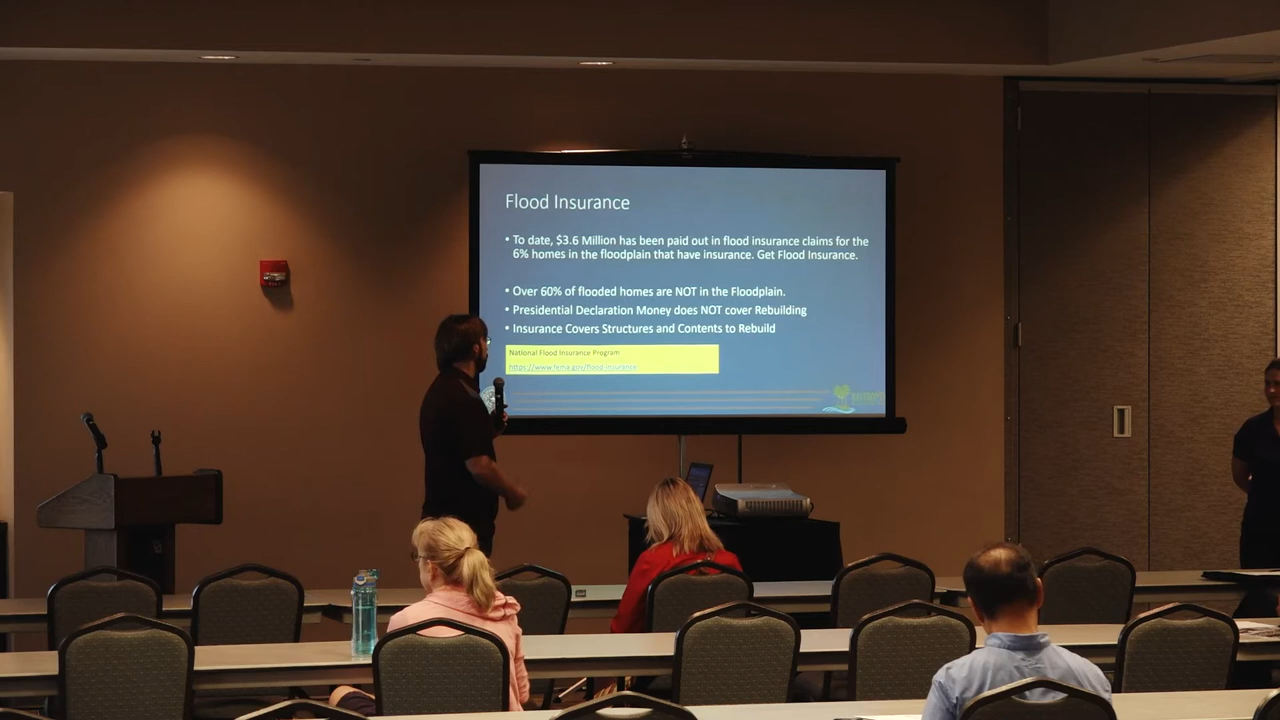 Flood Insurance
• To date, $3.6 Million has been paid out in flood insurance claims for the
6% homes in the floodplain that have insurance. Get Flood Insurance.
• Over 60% of flooded homes are NOT in the Floodplain.
• Presidential Declaration Money does NOT cover Rebuilding
• Insurance Covers Structures and Contents to Rebuild
National Flood Insurance Program
https://www.fema.gov/flood-insurance